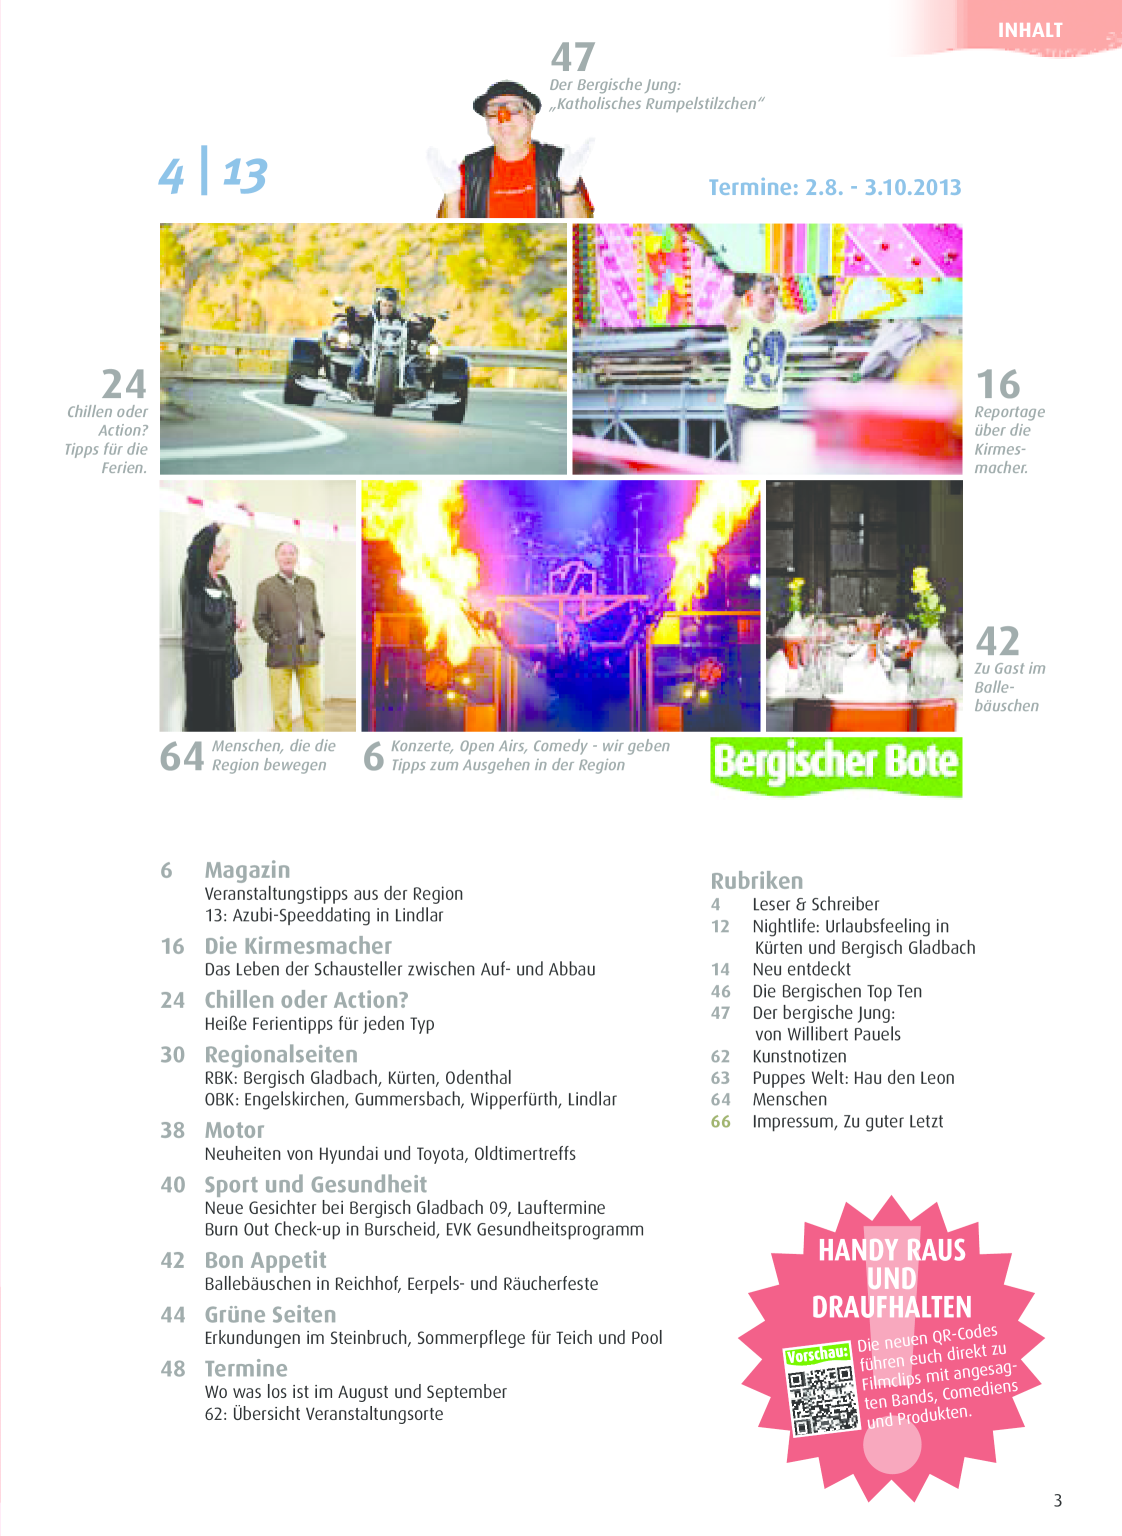 INHALT
47
Der Bergische Jung:
„Katholisches Rumpelstilzchen“
4 | 13
Termine: 2.8. - 3.10.2013
24
Chillen oder
Action?
Tipps für die
Ferien.
89
16
Reportage
über die
Kirmes-
macher.
42
Zu Gast im
Balle-
bäuschen
64 Menschen, die die
Region bewegen
6 Konzerte, Open Airs, Comedy - wir geben
Tipps zum Ausgehen in der Region
Bergischer Bote
6 Magazin
Veranstaltungstipps aus der Region
13: Azubi-Speeddating in Lindlar
16 Die Kirmesmacher
Das Leben der Schausteller zwischen Auf- und Abbau
24 Chillen oder Action?
Heiße Ferientipps für jeden Typ
30 Regionalseiten
RBK: Bergisch Gladbach, Kürten, Odenthal
OBK: Engelskirchen, Gummersbach, Wipperfürth, Lindlar
38 Motor
Neuheiten von Hyundai und Toyota, Oldtimertreffs
40 Sport und Gesundheit
Neue Gesichter bei Bergisch Gladbach 09, Lauftermine
Burn Out Check-up in Burscheid, EVK Gesundheitsprogramm
42 Bon Appetit
Ballebäuschen in Reichhof, Eerpels- und Räucherfeste
44 Grüne Seiten
Erkundungen im Steinbruch, Sommerpflege für Teich und Pool
48 Termine
Wo was los ist im August und September
62: Übersicht Veranstaltungsorte
Rubriken
4 Leser & Schreiber
12 Nightlife: Urlaubsfeeling in
Kürten und Bergisch Gladbach
14 Neu entdeckt
46 Die Bergischen Top Ten
47 Der bergische Jung:
von Willibert Pauels
62 Kunstnotizen
63 Puppes Welt: Hau den Leon
64 Menschen
66 Impressum, Zu guter Letzt
HANDY RAUS
UND
DRAUFHALTEN
Vorschau:
Die neuen QR-Codes
führen euch direkt zu
Filmclips mit angesag-
ten Bands, Comediens
und Produkten.
3